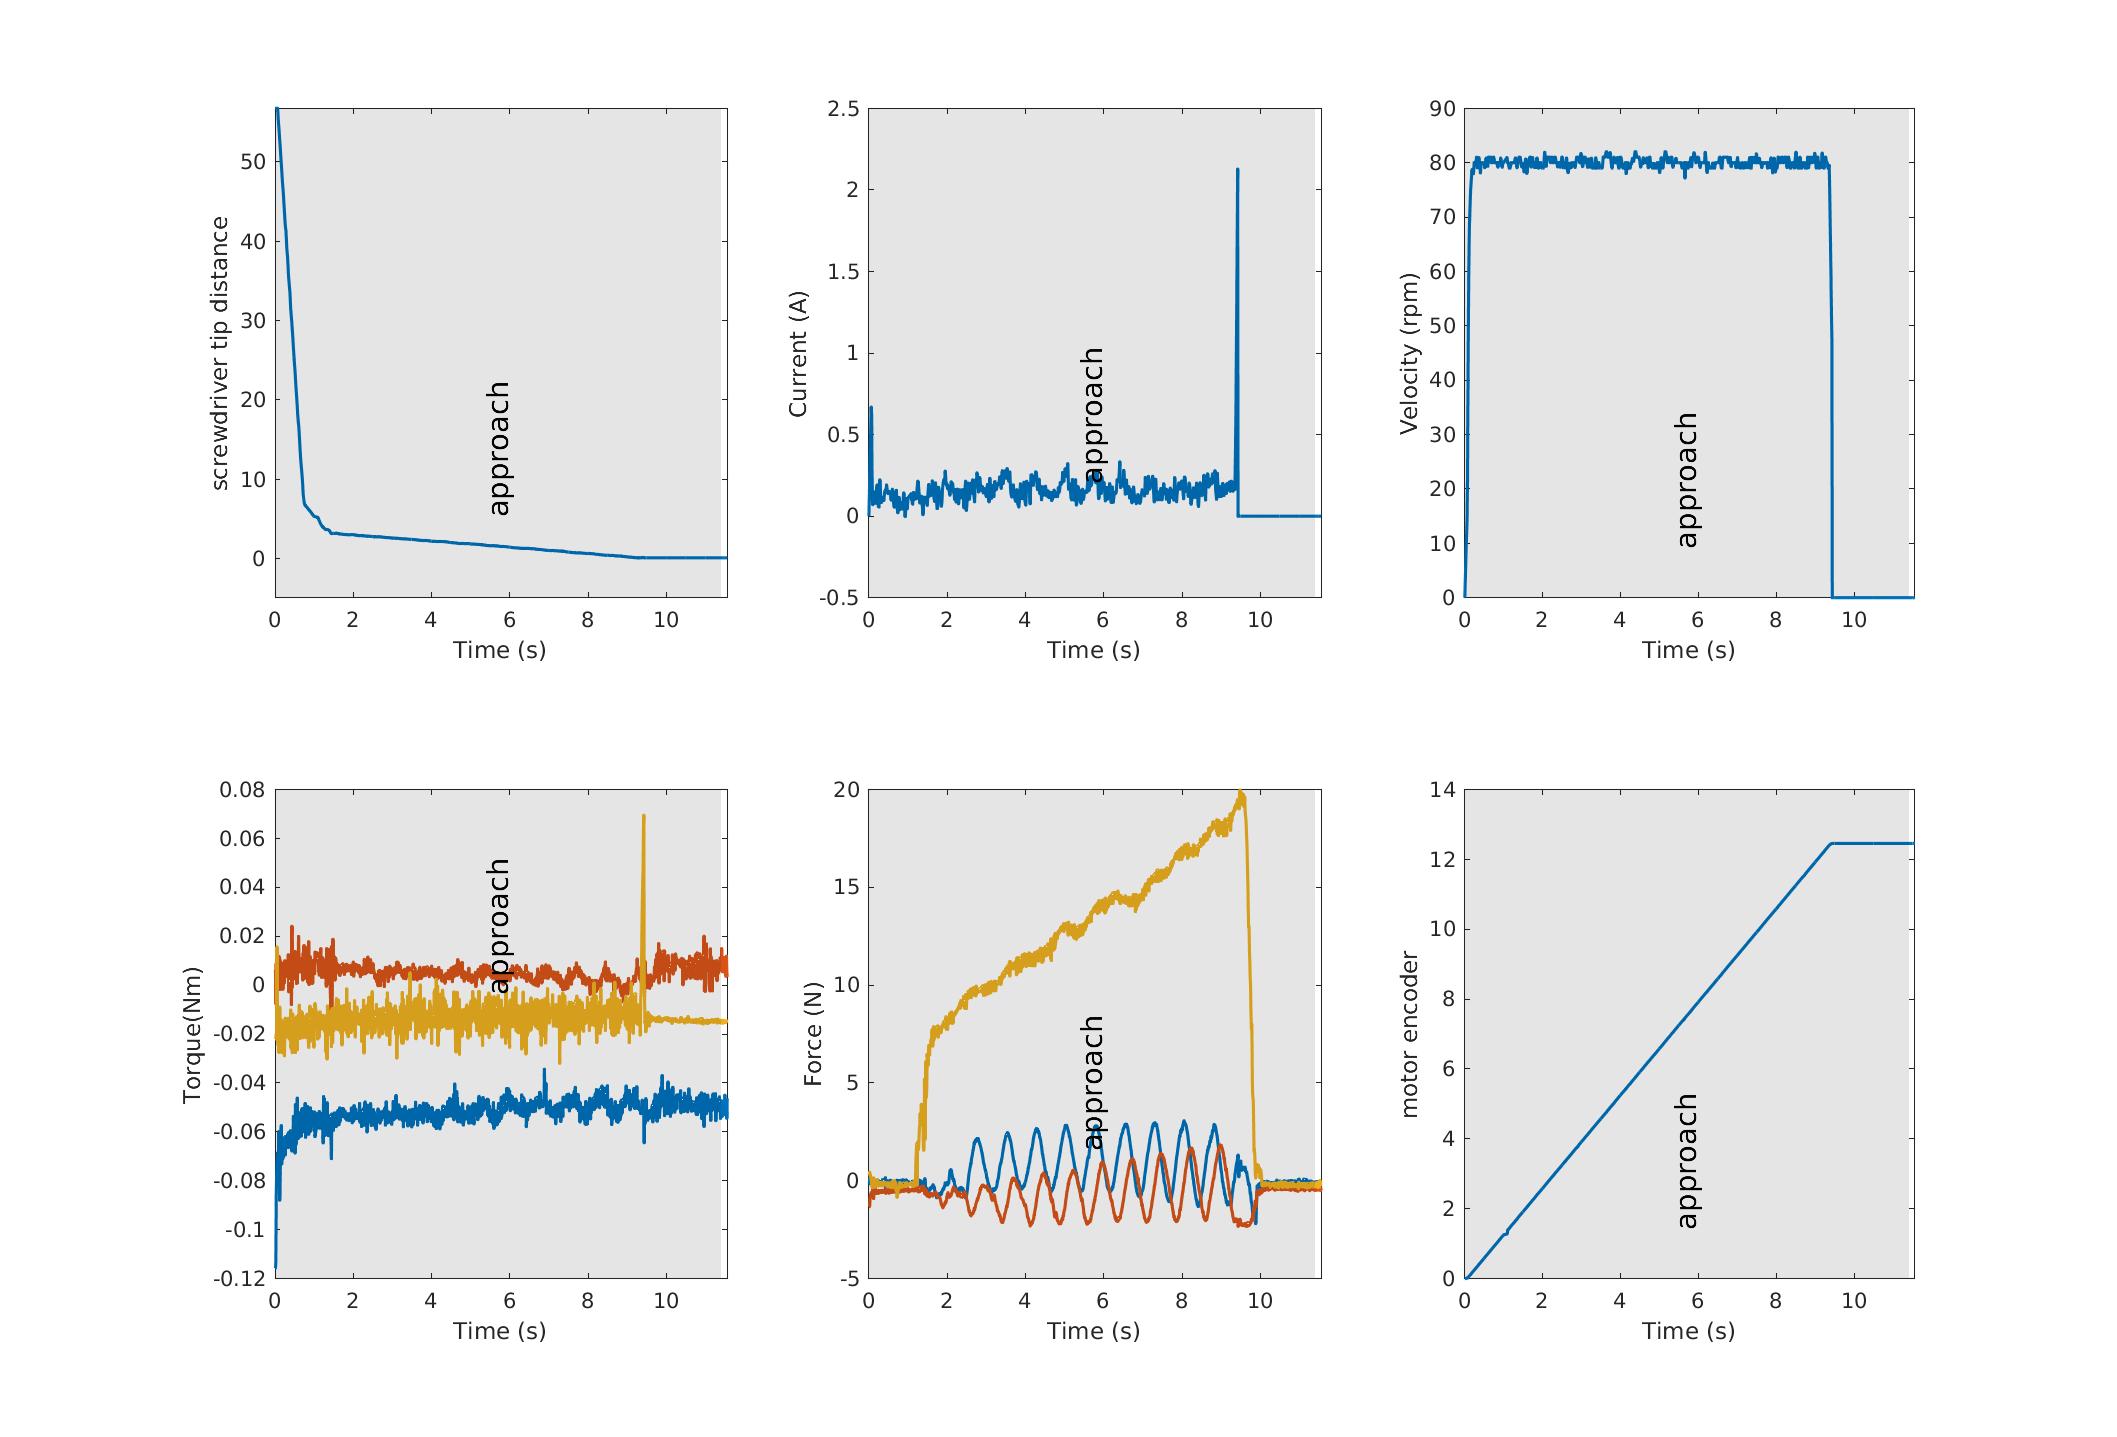 screwdriver tip distance
50
40
30
20
10
0
approach
0 2 4 6 8 10
Time (s)
Current (A)
2.5
2
1.5
1
0.5
0
-0.5
approach
0 2 4 6 8 10
Time (s)
Velocity (rpm)
90
80
70
60
50
40
30
20
10
0
approach
0 2 4 6 8 10
Time (s)
Torque(Nm)
0.08
0.06
0.04
0.02
0
-0.02
-0.04
-0.06
-0.08
-0.1
-0.12
approach
0 2 4 6 8 10
Time (s)
Force (N)
20
15
10
5
0
-5
approach
0 2 4 6 8 10
Time (s)
motor encoder
14
12
10
8
6
4
2
0
approach
0 2 4 6 8 10
Time (s)